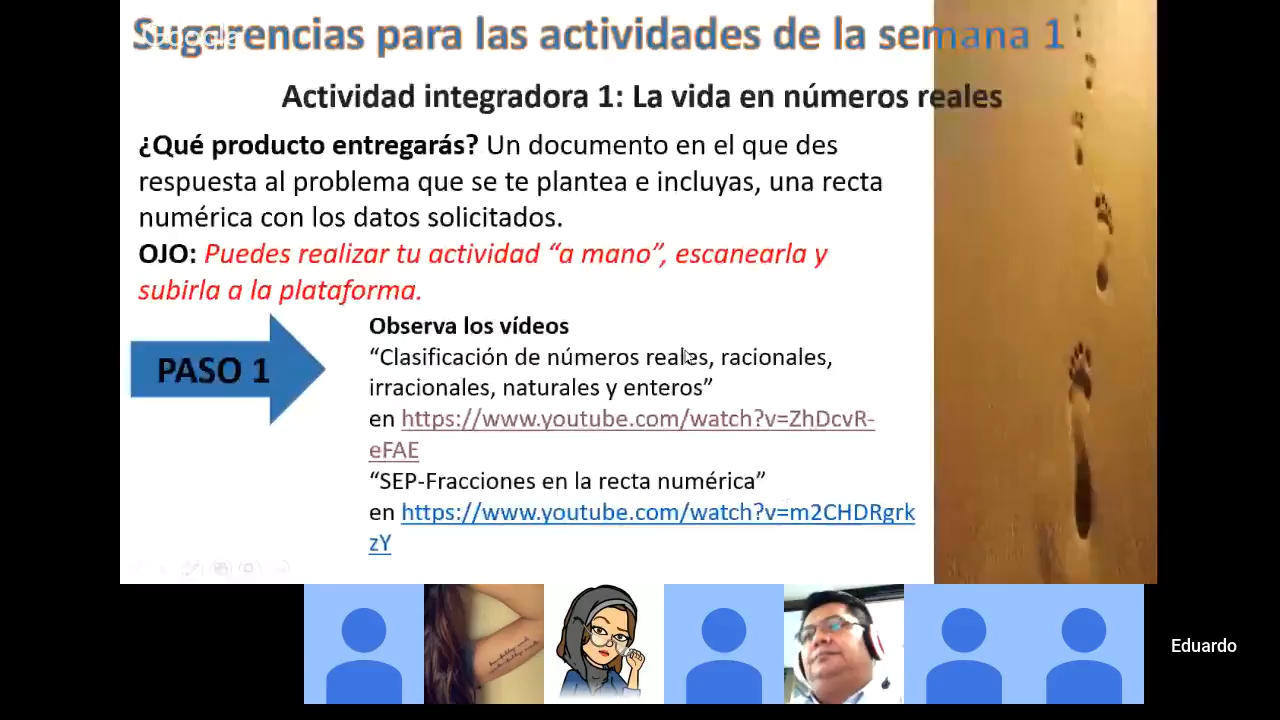 Sugerencias para las actividades de la semana 1
Google
Actividad integradora 1: La vida en números reales
¿Qué producto entregarás? Un documento en el que des
respuesta al problema que se te plantea e incluyas, una recta
numérica con los datos solicitados.
OJO: Puedes realizar tu actividad “a mano”, escanearla y
subirla a la plataforma.
PASO 1
Observa los vídeos
“Clasificación de números reales, racionales,
irracionales, naturales y enteros”
en https://www.youtube.com/watch?v=ZhDcvR-
eFAE
“SEP-Fracciones en la recta numérica”
en https://www.youtube.com/watch?v=m2CHDRgrk
zY
Eduardo